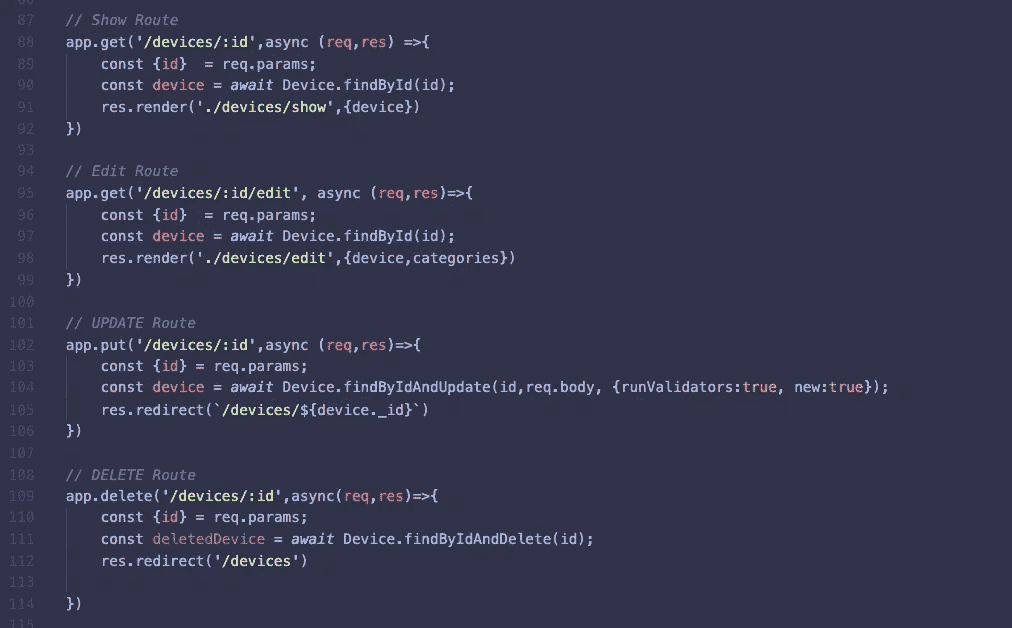 87 // Show Route
88 app.get('/devices/:id',async (req,res) =>{
89 const {id}  = req.params;
90 const device = await Device.findById(id);
91 res.render('./devices/show',{device})
92 })
93
94 // Edit Route
95 app.get('/devices/:id/edit', async (req,res)=>{
96 const {id}  = req.params;
97 const device = await Device.findById(id);
98 res.render('./devices/edit',{device,categories})
99 })
100
101 // UPDATE Route
102 app.put('/devices/:id',async (req,res)=>{
103 const {id} = req.params;
104 const device = await Device.findByIdAndUpdate(id,req.body, {runValidators:true, new:true});
105 res.redirect(`/devices/${device._id}`)
106 })
107
108 // DELETE Route
109 app.delete('/devices/:id',async(req,res)=>{
110 const {id} = req.params;
111 const deletedDevice = await Device.findByIdAndDelete(id);
112 res.redirect('/devices')
113
114 })
115